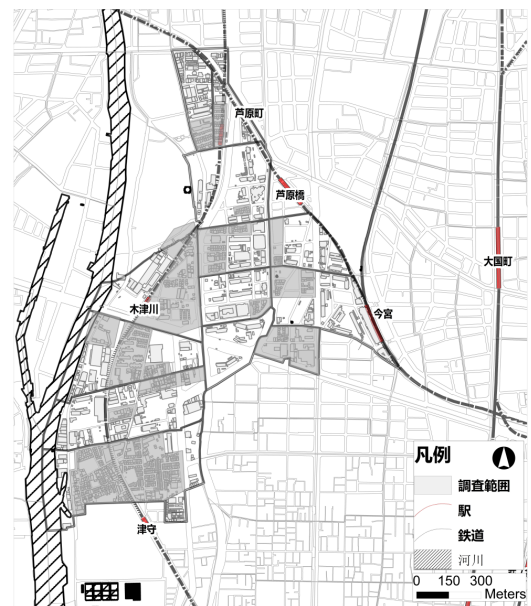 芦原町
芦原橋
大国町
木津川
今宮
凡例
調査範囲
駅
鉄道
河川
津守
0 150 300
Meters